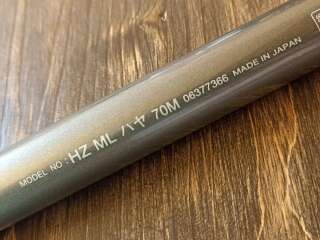 MODEL NO : HZ ML ハヤ 70M 06377366 MADE IN JAPAN